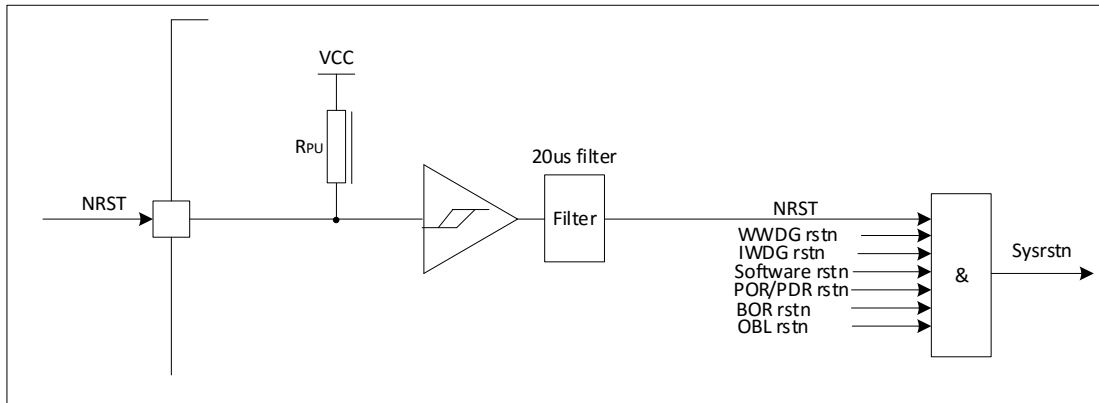 VCC
RPU
20us filter
NRST
Filter
NRST
WWDG rstn
IWDG rstn
Software rstn
POR/PDR rstn
BOR rstn
OBL rstn
&
Sysrstn